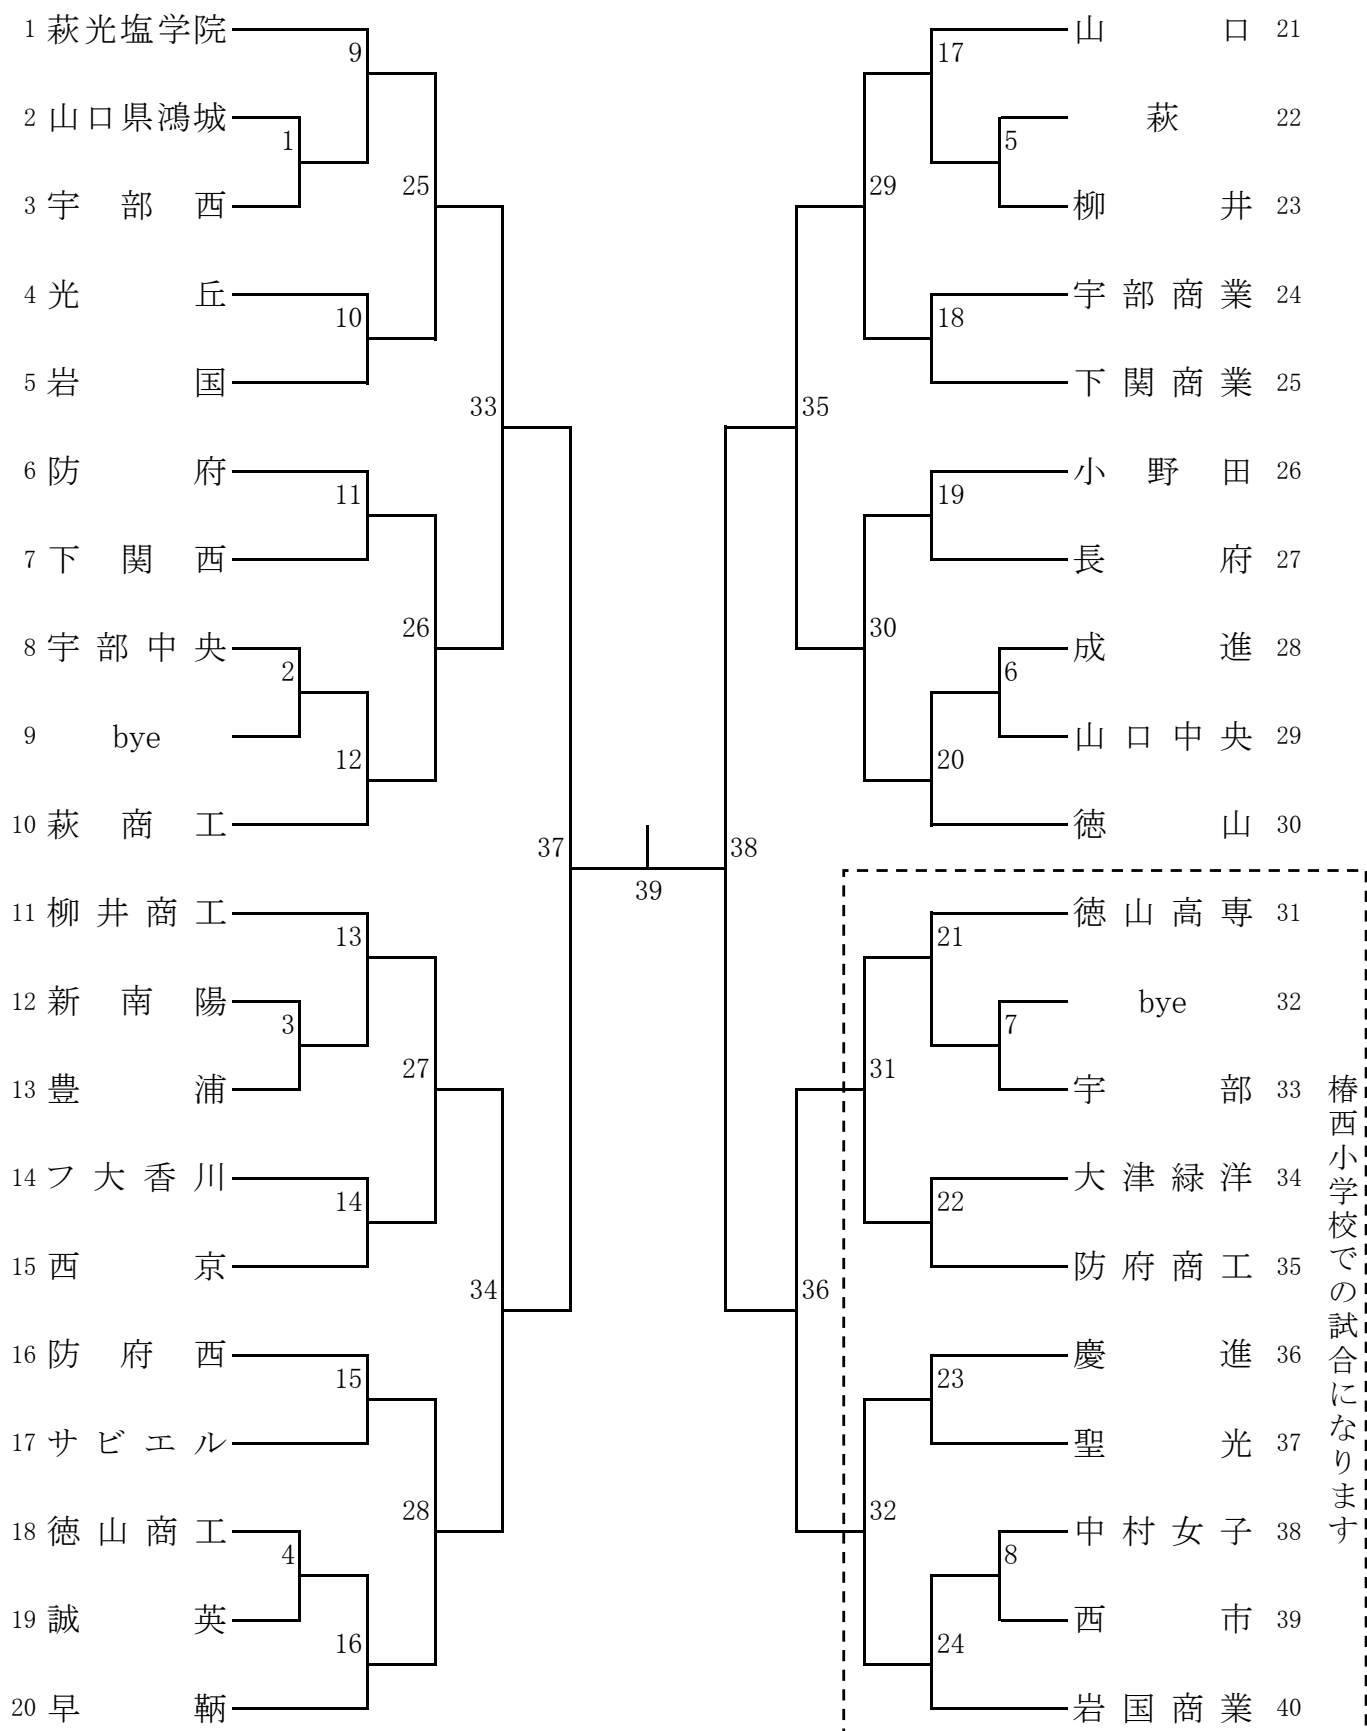 1 萩光塩学院
2 山口県鴻城
3 宇部西
4 光丘
5 岩国
6 防府
7 下関西
8 宇部中央
9 bye
10 萩商工
11 柳井商工
12 新南陽
13 豊浦
14 フ大香川
15 西京
16 防府西
17 サビエル
18 徳山商工
19 誠英
20 早鞆
9
1
25
10
33
11
26
2
12
37
13
3
27
14
34
15
28
4
16
39
17
5
29
18
35
19
30
6
20
38
21
7
31
22
36
23
32
8
24
山口 21
萩 22
柳井 23
宇部商業 24
下関商業 25
小野田 26
長府 27
成進 28
山口中央 29
徳山 30
徳山高専 31
bye 32
宇部 33
大津緑洋 34
防府商工 35
慶進 36
聖光 37
中村女子 38
西市 39
岩国商業 40
椿西小学校での試合になります